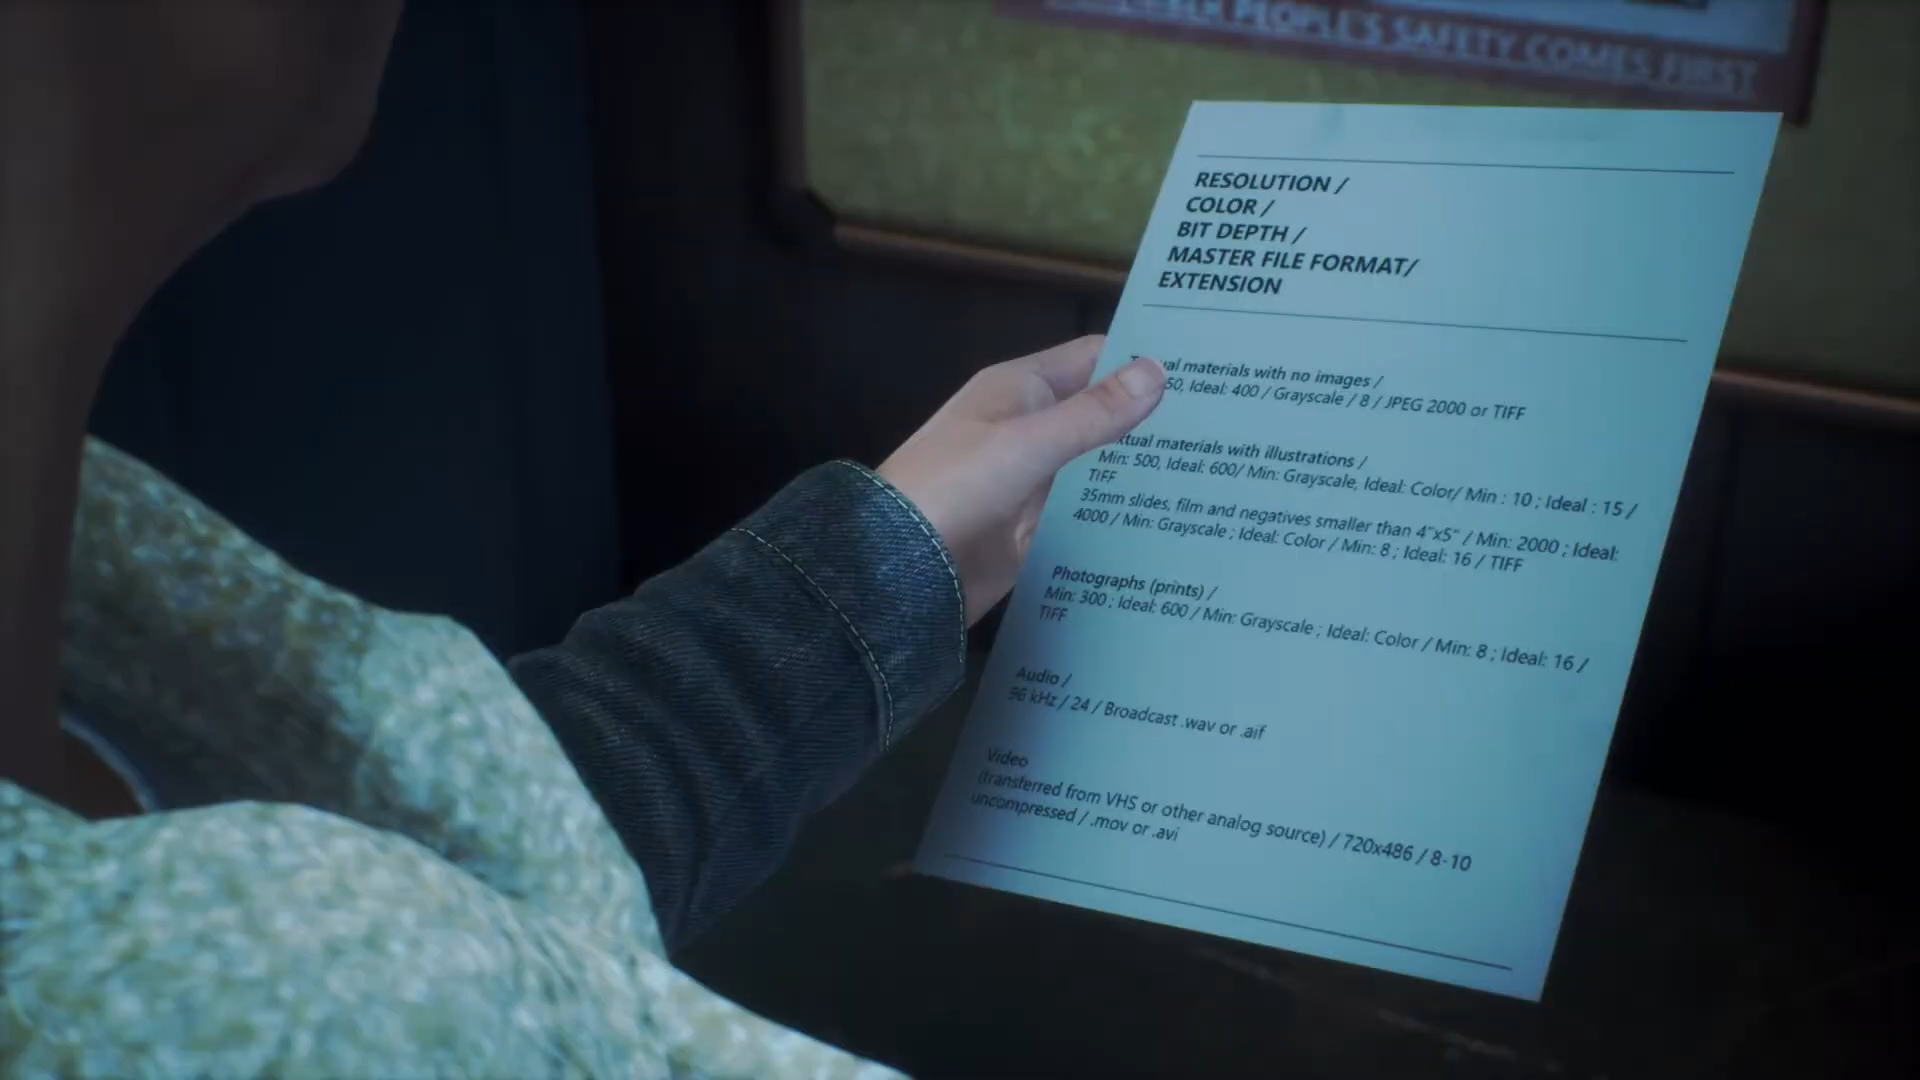 PEOPLE'S SAFETY COMES FIRST
RESOLUTION /
COLOR /
BIT DEPTH /
MASTER FILE FORMAT/
EXTENSION
materials with no images /
Ideal: 400 / Grayscale / 8 / JPEG 2000 or TIFF
materials with illustrations /
Min: 500, Ideal: 600/ Min: Grayscale, Ideal: Color/ Min : 10 ; Ideal : 15 /
TIFF
35mm slides, film and negatives smaller than 4"x5" / Min: 2000 ; Ideal:
4000 / Min: Grayscale ; Ideal: Color / Min: 8 ; Ideal: 16 / TIFF
Photographs (prints) /
Min: 300 ; Ideal: 600 / Min: Grayscale ; Ideal: Color / Min: 8 ; Ideal: 16 /
TIFF
Audio /
96 kHz / 24 / Broadcast .wav or .aif
Video
(transferred from VHS or other analog source) / 720x486 / 8-10
uncompressed / .mov or .avi